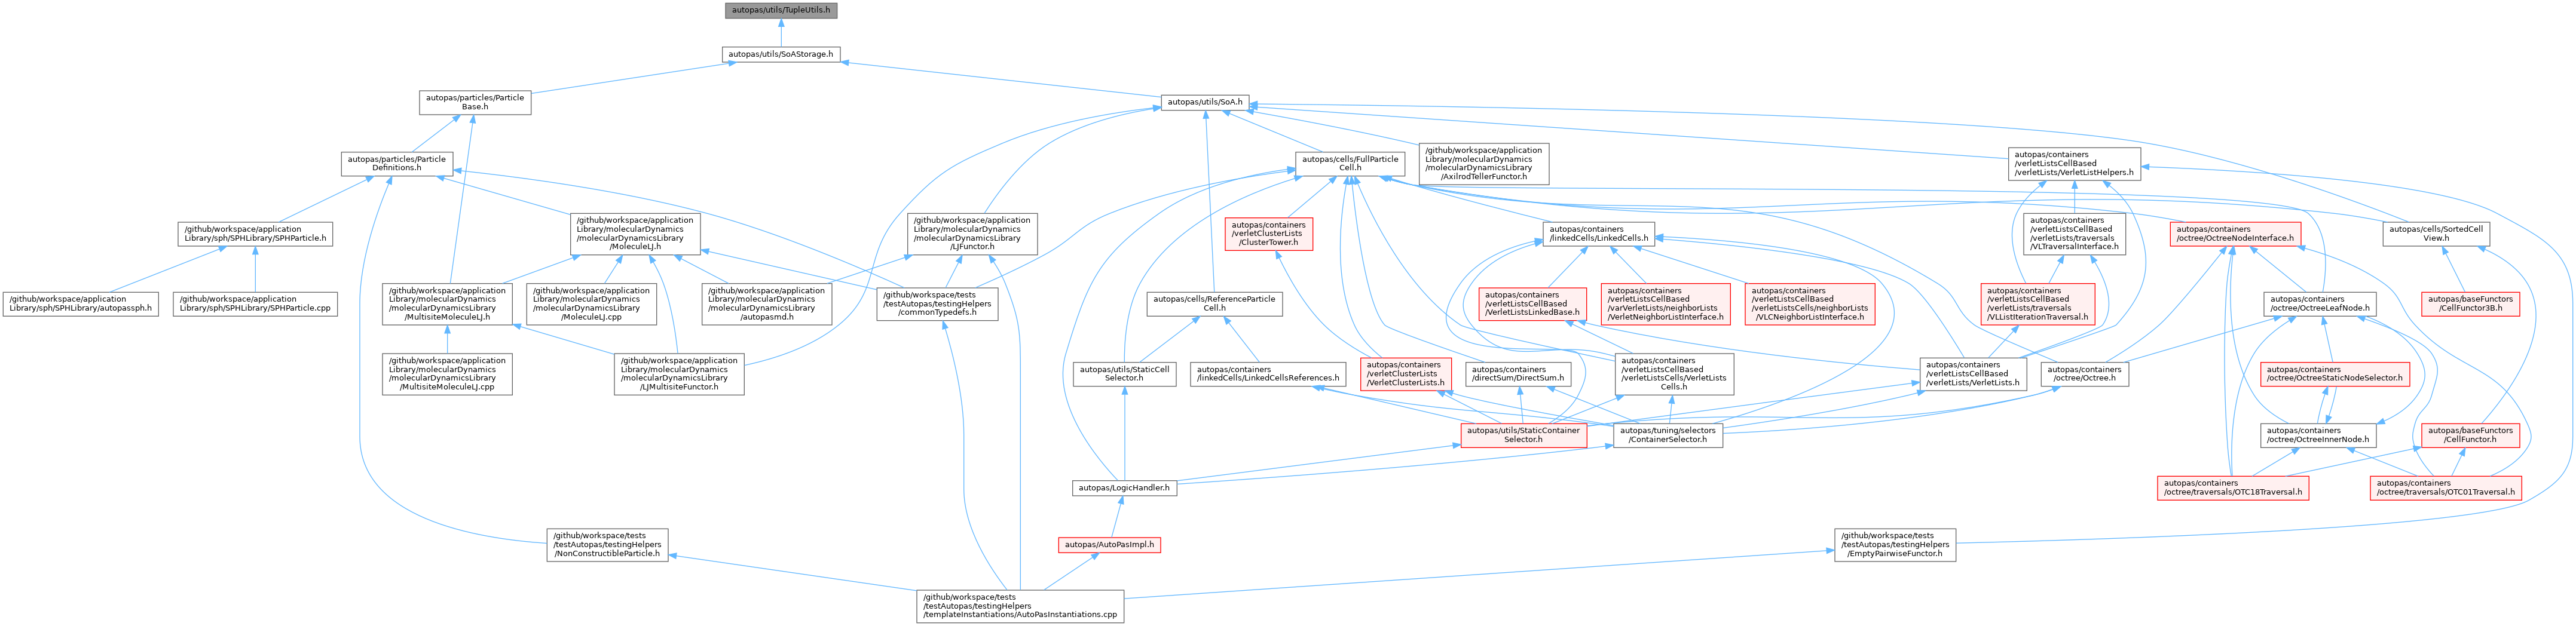 autopas/utils/TupleUtils.h
autopas/utils/SoAStorage.h
autopas/particles/Particle
Base.h
autopas/utils/SoA.h
autopas/particles/Particle
Definitions.h
autopas/cells/FullParticle
Cell.h
/github/workspace/application
Library/molecularDynamics
/molecularDynamicsLibrary
/AxilrodTellerFunctor.h
autopas/containers
/verletListsCellBased
/verletLists/VerletListHelpers.h
/github/workspace/application
Library/sph/SPHLibrary/SPHParticle.h
/github/workspace/application
Library/molecularDynamics
/molecularDynamicsLibrary
/MoleculeLJ.h
/github/workspace/application
Library/molecularDynamics
/molecularDynamicsLibrary
/LJFunctor.h
autopas/containers
/verletClusterLists
/ClusterTower.h
autopas/containers
/linkedCells/LinkedCells.h
autopas/containers
/verletListsCellBased
/verletLists/traversals
/VLTraversalInterface.h
autopas/containers
/octree/OctreeNodeInterface.h
autopas/cells/SortedCell
View.h
/github/workspace/application
Library/sph/SPHLibrary/autopassph.h
/github/workspace/application
Library/sph/SPHLibrary/SPHParticle.cpp
/github/workspace/application
Library/molecularDynamics
/molecularDynamicsLibrary
/MultisiteMoleculeLJ.h
/github/workspace/application
Library/molecularDynamics
/molecularDynamicsLibrary
/MoleculeLJ.cpp
/github/workspace/application
Library/molecularDynamics
/molecularDynamicsLibrary
/autopasmd.h
/github/workspace/tests
/testAutopas/testingHelpers
/commonTypedefs.h
autopas/cells/ReferenceParticle
Cell.h
autopas/containers
/verletListsCellBased
/VerletListsLinkedBase.h
autopas/containers
/verletListsCellBased
/varVerletLists/neighborLists
/VerletNeighborListInterface.h
autopas/containers
/verletListsCellBased
/verletListsCells/neighborLists
/VLCNeighborListInterface.h
autopas/containers
/verletListsCellBased
/verletLists/traversals
/VLListIterationTraversal.h
autopas/containers
/octree/OctreeLeafNode.h
autopas/baseFunctors
/CellFunctor3B.h
/github/workspace/application
Library/molecularDynamics
/molecularDynamicsLibrary
/MultisiteMoleculeLJ.cpp
/github/workspace/application
Library/molecularDynamics
/molecularDynamicsLibrary
/LJMultisiteFunctor.h
autopas/utils/StaticCell
Selector.h
autopas/containers
/linkedCells/LinkedCellsReferences.h
autopas/containers
/verletClusterLists
/VerletClusterLists.h
autopas/containers
/directSum/DirectSum.h
autopas/containers
/verletListsCellBased
/verletListsCells/VerletLists
Cells.h
autopas/containers
/verletListsCellBased
/verletLists/VerletLists.h
autopas/containers
/octree/Octree.h
autopas/containers
/octree/OctreeStaticNodeSelector.h
autopas/utils/StaticContainer
Selector.h
autopas/tuning/selectors
/ContainerSelector.h
autopas/containers
/octree/OctreeInnerNode.h
autopas/baseFunctors
/CellFunctor.h
autopas/LogicHandler.h
autopas/containers
/octree/traversals/OTC18Traversal.h
autopas/containers
/octree/traversals/OTC01Traversal.h
/github/workspace/tests
/testAutopas/testingHelpers
/NonConstructibleParticle.h
autopas/AutoPasImpl.h
/github/workspace/tests
/testAutopas/testingHelpers
/EmptyPairwiseFunctor.h
/github/workspace/tests
/testAutopas/testingHelpers
/templateInstantiations/AutoPasInstantiations.cpp